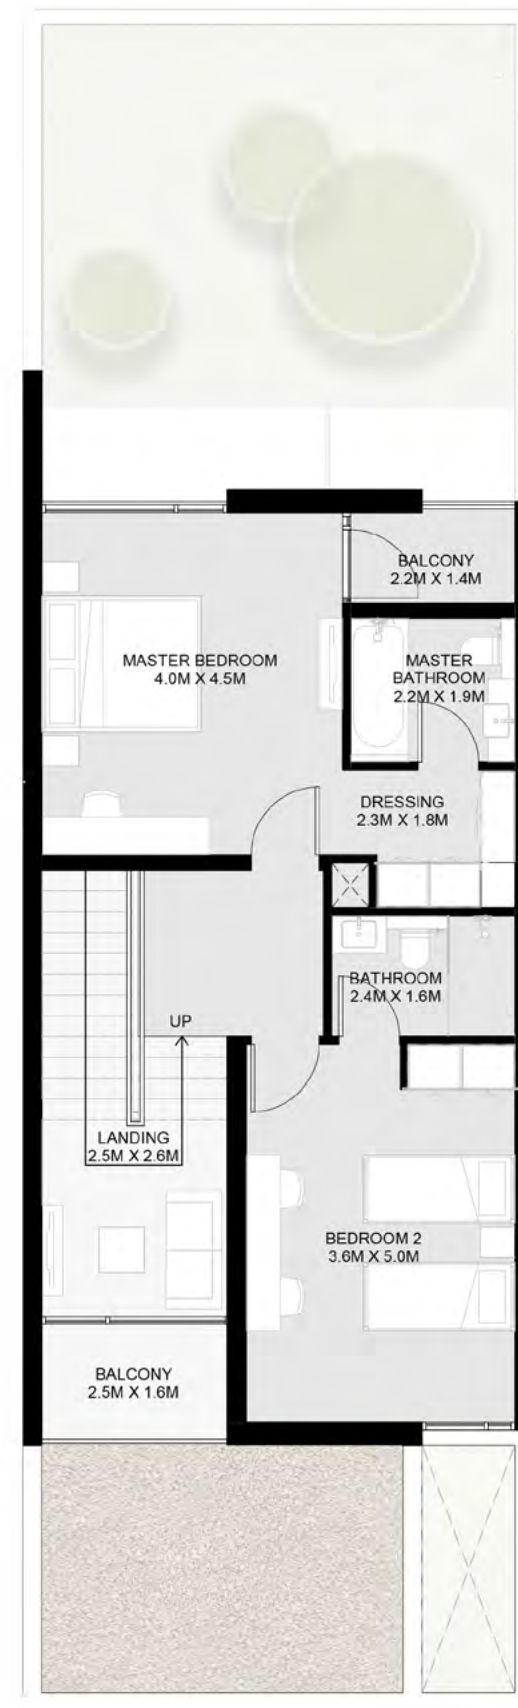 BALCONY
2.2M X 1.4M
MASTER BEDROOM
4.0M X 4.5M
MASTER
BATHROOM
2.2M X 1.9M
DRESSING
2.3M X 1.8M
BATHROOM
2.4M X 1.6M
UP
LANDING
2.5M X 2.6M
BEDROOM 2
3.6M X 5.0M
BALCONY
2.5M X 1.6M